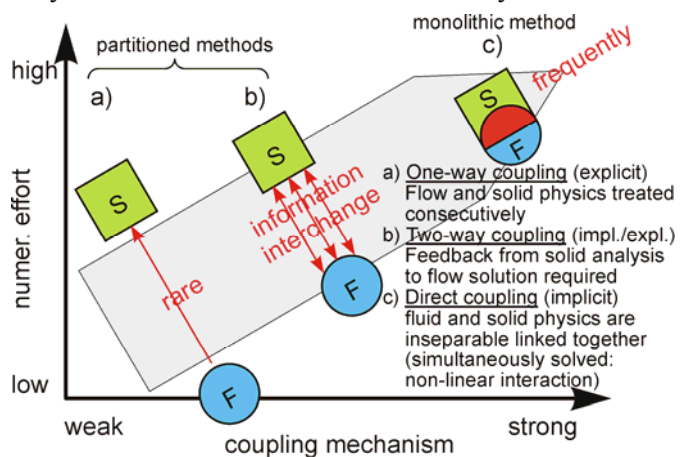 partitioned methods
monolithic method
a)
b)
c)
high
low
numer. effort
S
S
S
F
F
F
rare
information
interchange
frequently
a) One-way coupling (explicit)
Flow and solid physics treated
consecutively
b) Two-way coupling (impl./expl.)
Feedback from solid analysis
to flow solution required
c) Direct coupling (implicit)
fluid and solid physics are
inseparable linked together
(simultaneously solved:
non-linear interaction)
weak
coupling mechanism
strong